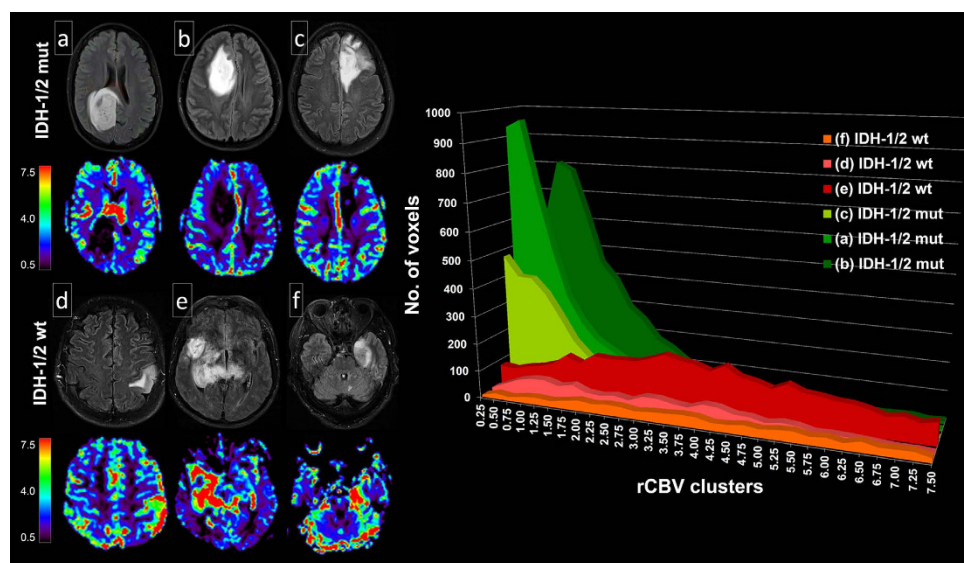 IDH-1/2 mut
a
b
c
7.5
4.0
0.5
IDH-1/2 wt
d
e
f
7.5
4.0
0.5
No. of voxels
1000
900
800
700
600
500
400
300
200
100
0
(f) IDH-1/2 wt
(d) IDH-1/2 wt
(e) IDH-1/2 wt
(c) IDH-1/2 mut
(a) IDH-1/2 mut
(b) IDH-1/2 mut
0.25
0.50
0.75
1.00
1.25
1.50
1.75
2.00
2.25
2.50
2.75
3.00
3.25
3.50
3.75
4.00
4.25
4.50
4.75
5.00
5.25
5.50
5.75
6.00
6.25
6.75
7.00
7.25
7.50
rCBV clusters